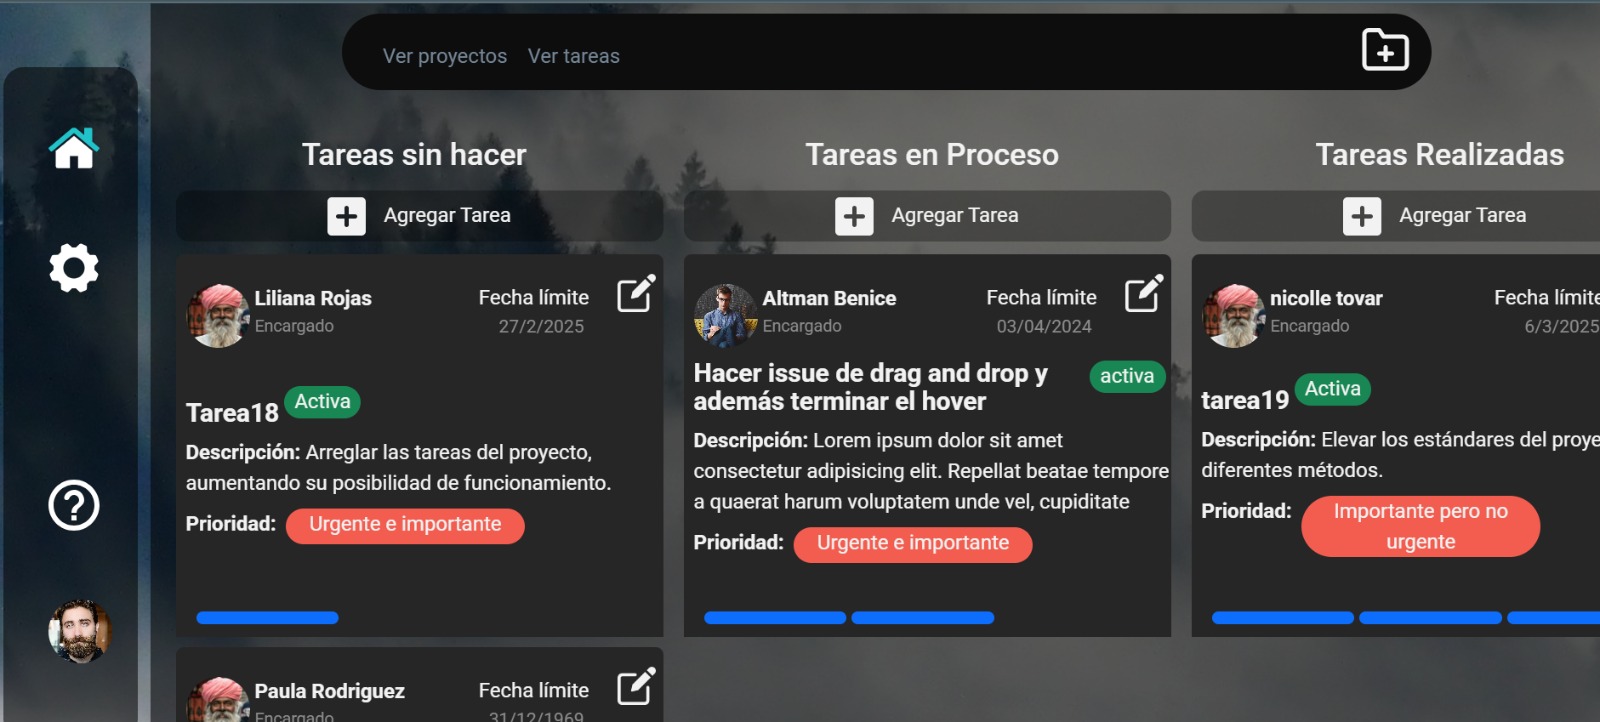 Ver proyectos Ver tareas
Tareas sin hacer
Agregar Tarea
Liliana Rojas
Encargado
Fecha límite
27/2/2025
Tarea18 Activa
Descripción: Arreglar las tareas del proyecto,
aumentando su posibilidad de funcionamiento.
Prioridad: Urgente e importante
Paula Rodriguez
Encargado
Fecha límite
31/12/1969
Tareas en Proceso
Agregar Tarea
Altman Benice
Encargado
Fecha límite
03/04/2024
Hacer issue de drag and drop y
además terminar el hover
activa
Descripción: Lorem ipsum dolor sit amet
consectetur adipisicing elit. Repellat beatae tempore
a quaerat harum voluptatem unde vel, cupiditate
Prioridad: Urgente e importante
Tareas Realizadas
Agregar Tarea
nicolle tovar
Encargado
Fecha límite
6/3/2025
tarea19 Activa
Descripción: Elevar los estándares del proye
diferentes métodos.
Prioridad: Importante pero no
urgente